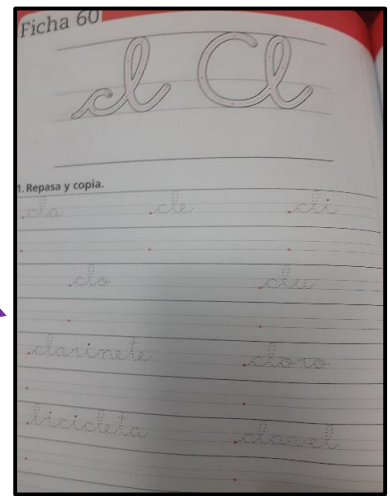 Ficha 60
cl Cl
1. Repasa y copia.
cla cle cli
clo clu
clarinete cloro
bicicleta clavel